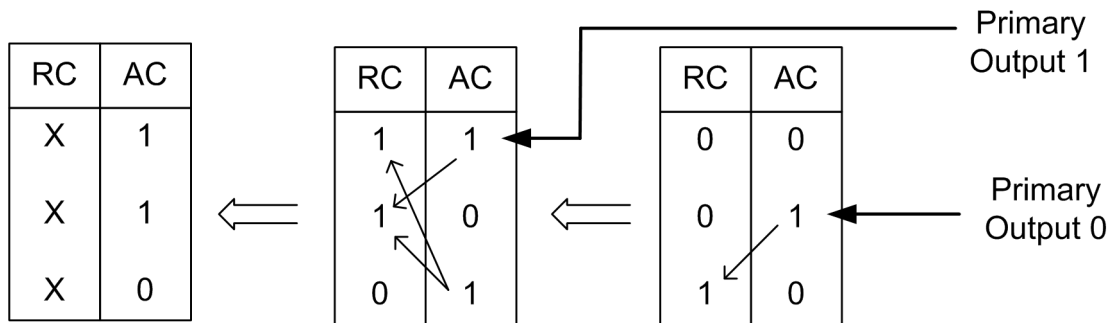 Primary
Output 1
RC AC RC AC RC AC
X 1 1 1 0 0
X 1 1 0 0 1
Primary
Output 0
X 0 0 1 1 0